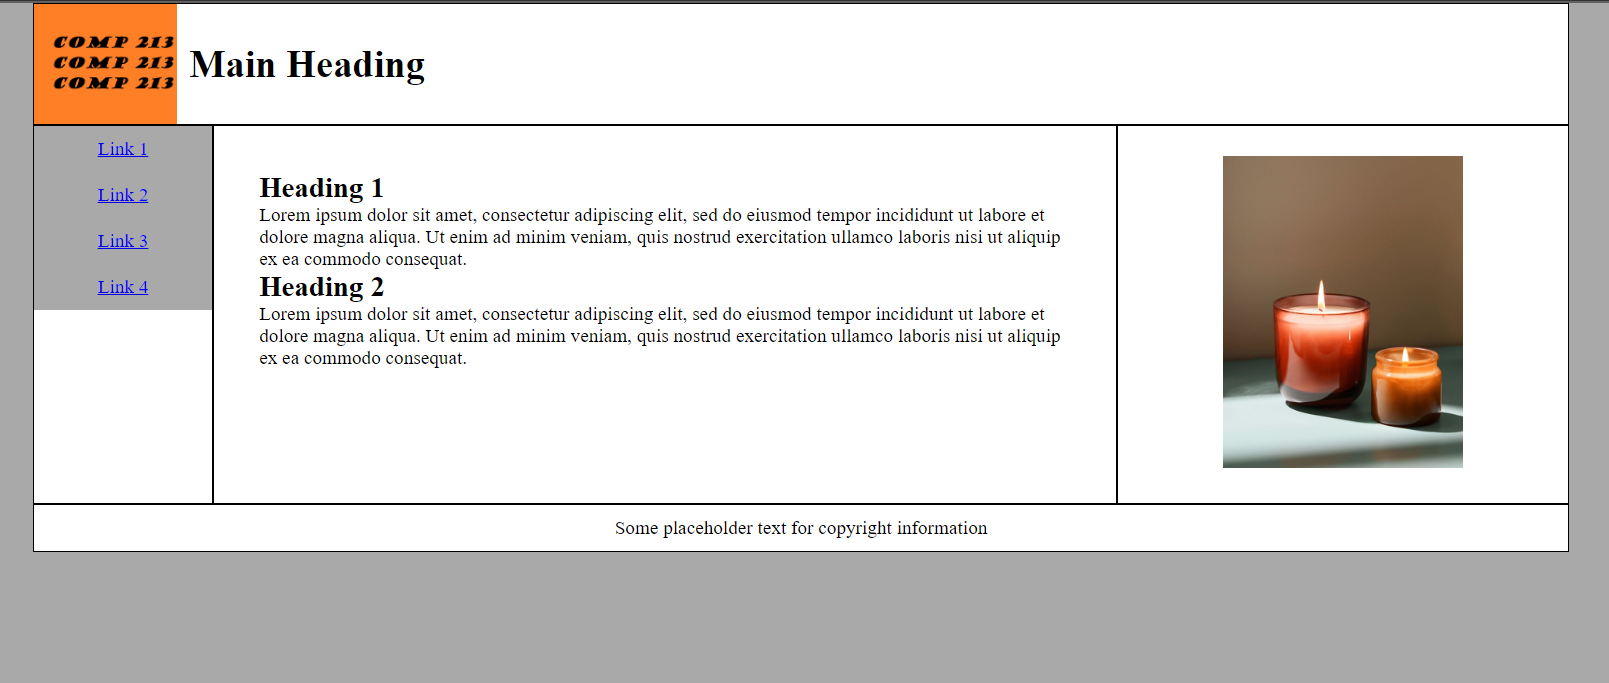 COMP 213
COMP 213
COMP 213
Main Heading
Link 1
Link 2
Link 3
Link 4
Heading 1
Lorem ipsum dolor sit amet, consectetur adipiscing elit, sed do eiusmod tempor incididunt ut labore et
dolore magna aliqua. Ut enim ad minim veniam, quis nostrud exercitation ullamco laboris nisi ut aliquip
ex ea commodo consequat.
Heading 2
Lorem ipsum dolor sit amet, consectetur adipiscing elit, sed do eiusmod tempor incididunt ut labore et
dolore magna aliqua. Ut enim ad minim veniam, quis nostrud exercitation ullamco laboris nisi ut aliquip
ex ea commodo consequat.
Some placeholder text for copyright information